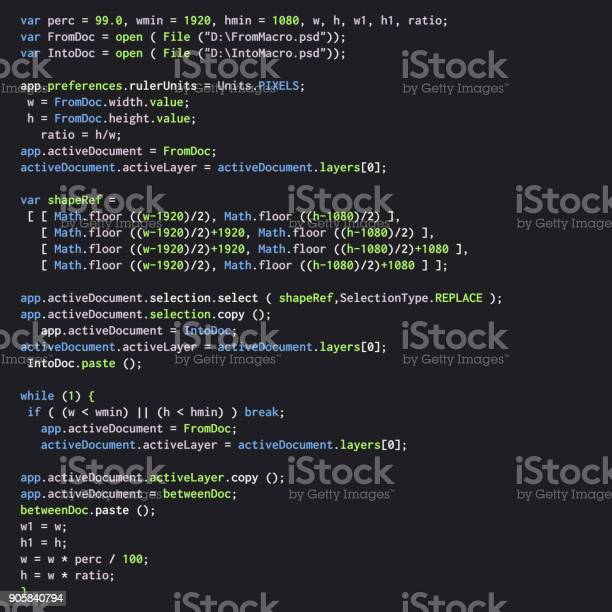 var perc = 99.0, wmin = 1920, hmin = 1080, w, h, w1, h1, ratio;
var FromDoc = open ( File (“D:\FromMacro.psd”));
var IntoDoc = open ( File (“D:\IntoMacro.psd”));
app.preferences.rulerUnits = Units.PIXELS;
w = FromDoc.width.value;
h = FromDoc.height.value;
ratio = h/w;
app.activeDocument = FromDoc;
activeDocument.activeLayer = activeDocument.layers[0];
var shapeRef =
[ [ Math.floor ((w-1920)/2), Math.floor ((h-1080)/2) ],
[ Math.floor ((w-1920)/2)+1920, Math.floor ((h-1080)/2) ],
[ Math.floor ((w-1920)/2)+1920, Math.floor ((h-1080)/2)+1080 ],
[ Math.floor ((w-1920)/2), Math.floor ((h-1080)/2)+1080 ] ];
app.activeDocument.selection.select ( shapeRef,SelectionType.REPLACE );
app.activeDocument.selection.copy ();
app.activeDocument = IntoDoc;
activeDocument.activeLayer = activeDocument.layers[0];
IntoDoc.paste ();
while (1) {
if ( (w < wmin) || (h < hmin) ) break;
app.activeDocument = FromDoc;
activeDocument.activeLayer = activeDocument.layers[0];
app.activeDocument.activeLayer.copy ();
app.activeDocument = betweenDoc;
betweenDoc.paste ();
w1 = w;
h1 = h;
w = w * perc / 100;
h = w * ratio;
}
iStock
by Getty Images™
905840794